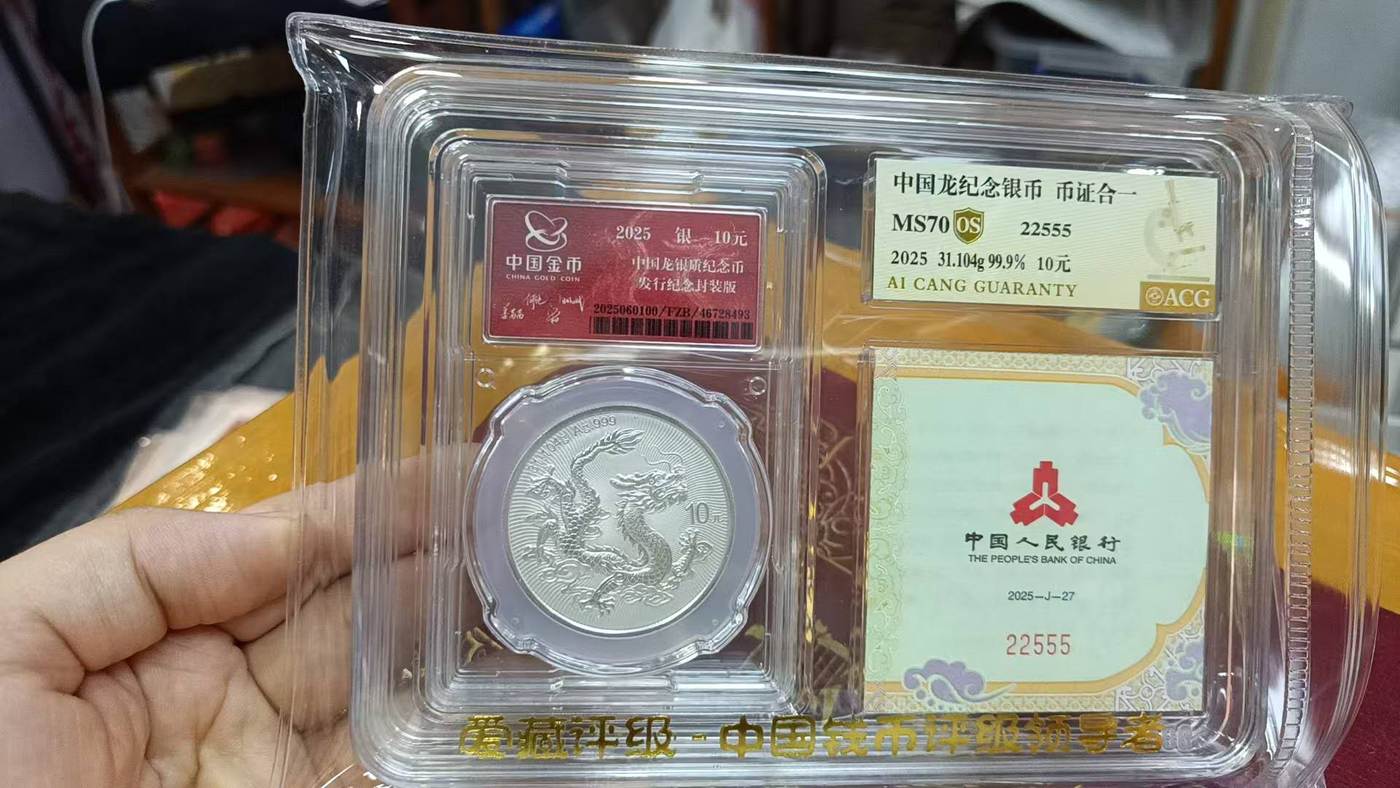 中国金币
CHINA GOLD COIN
2025 银 10元
中国龙银质纪念币
发行纪念封装版
2025060100/FZB/46728493
中国龙纪念银币 币证合一
MS70 OS 22555
2025 31.104g 99.9% 10元
AI CANG GUARANTY
ACG
Ag.999
10元
中国人民银行
THE PEOPLE'S BANK OF CHINA
2025-J-27
22555
爱藏评级-中国钱币评级领导者